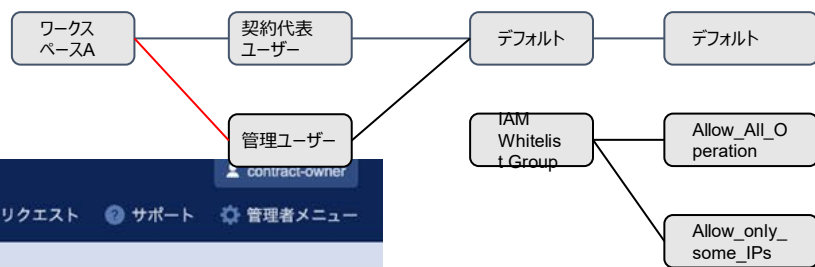 ワークス
ペースA
契約代表
ユーザー
デフォルト
デフォルト
管理ユーザー
IAM
Whitelis
t Group
Allow_All_O
peration
Allow_only_
some_IPs
contract-owner
リクエスト
サポート
管理者メニュー